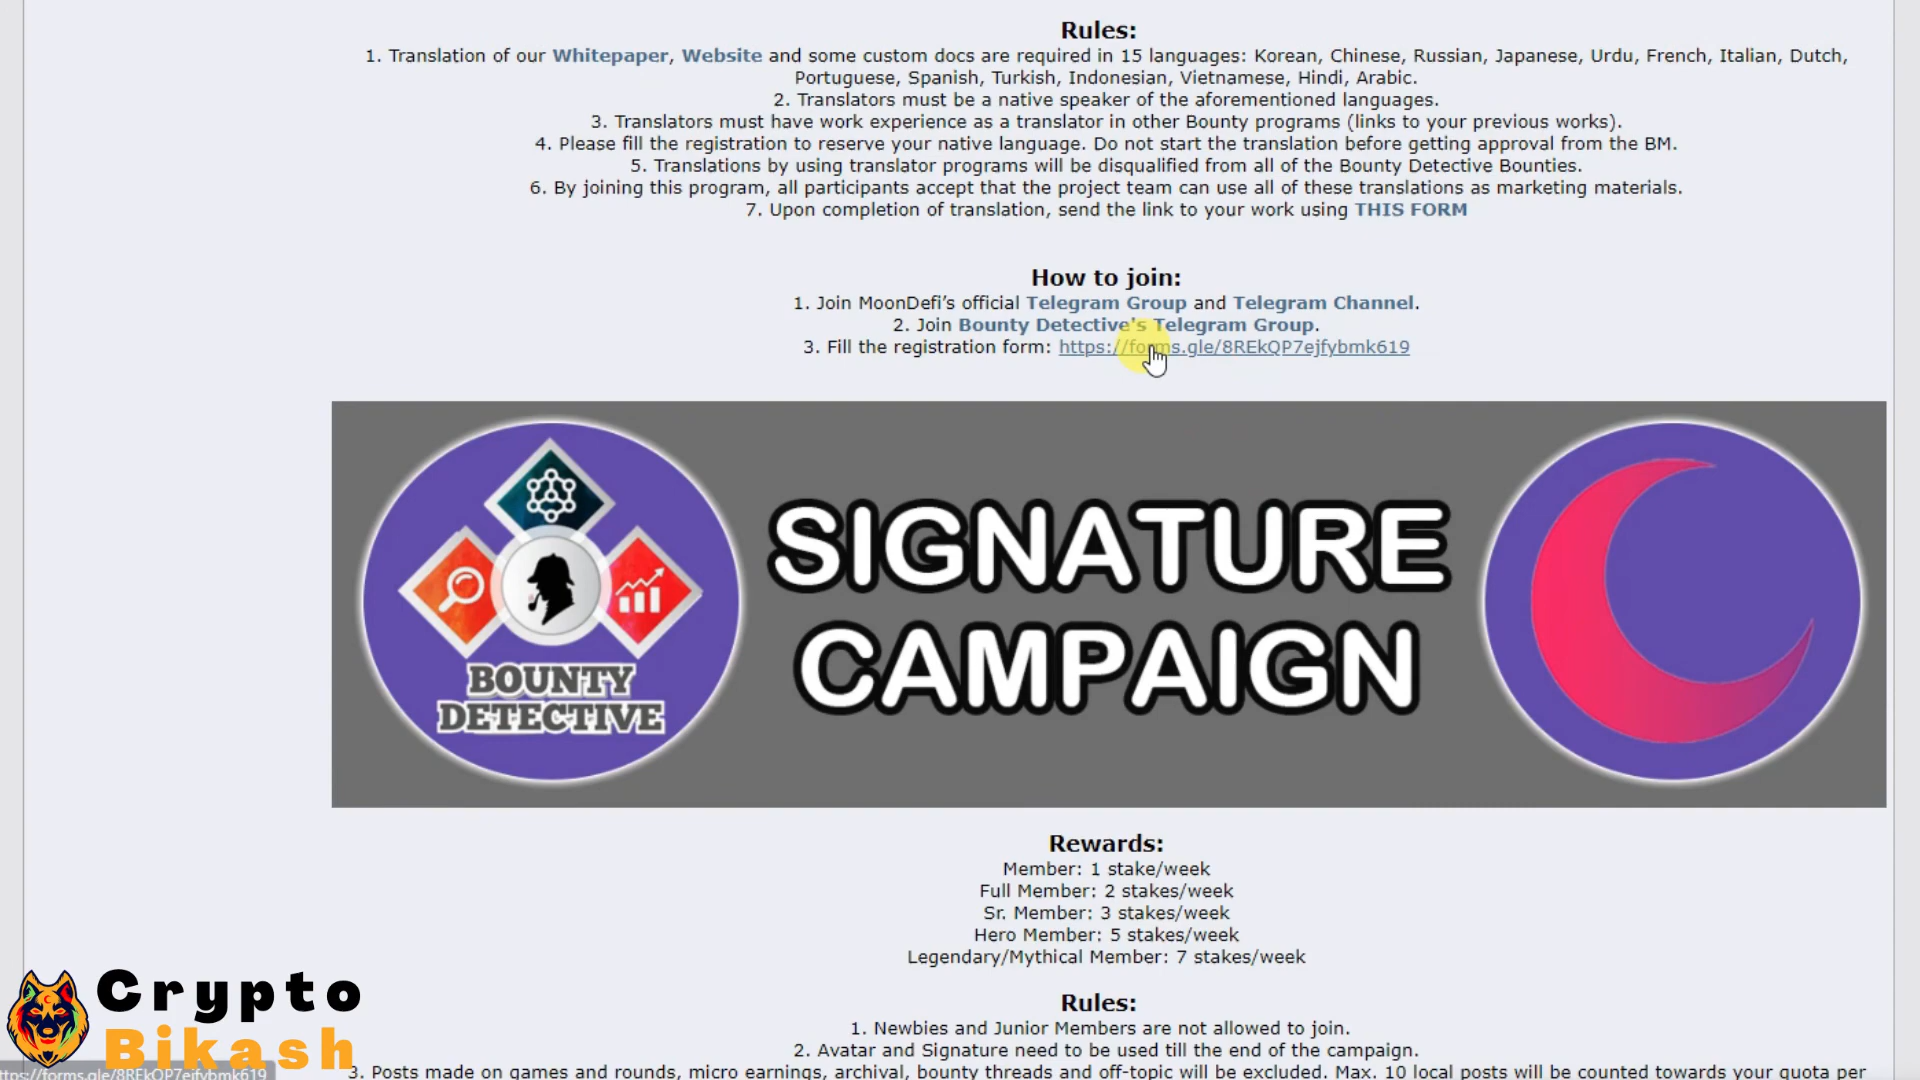 Rules:
1. Translation of our Whitepaper, Website and some custom docs are required in 15 languages: Korean, Chinese, Russian, Japanese, Urdu, French, Italian, Dutch,
Portuguese, Spanish, Turkish, Indonesian, Vietnamese, Hindi, Arabic.
2. Translators must be a native speaker of the aforementioned languages.
3. Translators must have work experience as a translator in other Bounty programs (links to your previous works).
4. Please fill the registration to reserve your native language. Do not start the translation before getting approval from the BM.
5. Translations by using translator programs will be disqualified from all of the Bounty Detective Bounties.
6. By joining this program, all participants accept that the project team can use all of these translations as marketing materials.
7. Upon completion of translation, send the link to your work using THIS FORM
How to join:
1. Join MoonDefi’s official Telegram Group and Telegram Channel.
2. Join Bounty Detective's Telegram Group.
3. Fill the registration form: https://forms.gle/8REkQP7ejfybmk619
BOUNTY
DETECTIVE
SIGNATURE
CAMPAIGN
Rewards:
Member: 1 stake/week
Full Member: 2 stakes/week
Sr. Member: 3 stakes/week
Hero Member: 5 stakes/week
Legendary/Mythical Member: 7 stakes/week
Rules:
1. Newbies and Junior Members are not allowed to join.
2. Avatar and Signature need to be used till the end of the campaign.
3. Posts made on games and rounds, micro earnings, archival, bounty threads and off-topic will be excluded. Max. 10 local posts will be counted towards your quota per
Crypto
Bikash
ttps://forms.gle/8REkQP7ejfybmk619